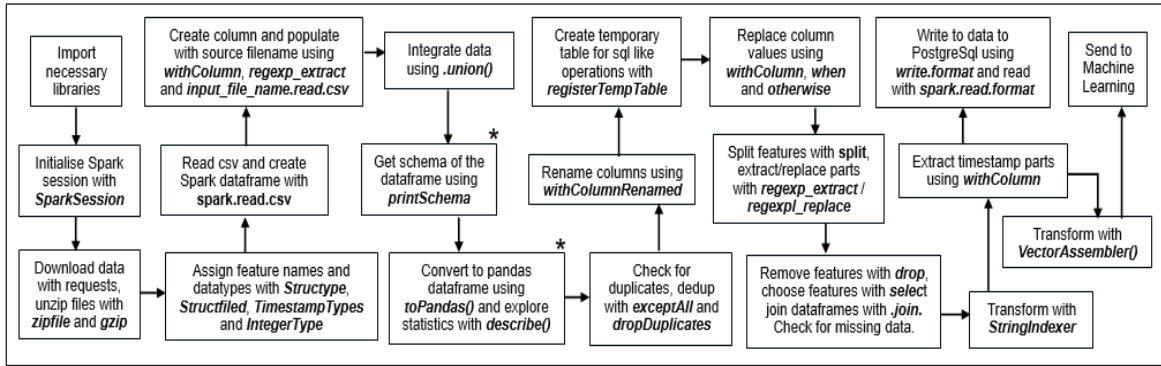 Import
necessary
libraries
Initialise Spark
session with
SparkSession
Download data
with requests,
unzip files with
zipfile and gzip
Assign feature names and
datatypes with Structype,
Structfiled, TimestampTypes
and IntegerType
Read csv and create
Spark dataframe with
spark.read.csv
Create column and populate
with source filename using
withColumn, regexp_extract
and input_file_name.read.csv
Integrate data
using .union()
*
Get schema of the
dataframe using
printSchema
*
Convert to pandas
dataframe using
toPandas() and explore
statistics with describe()
Check for
duplicates, dedup
with exceptAll and
dropDuplicates
Rename columns using
withColumnRenamed
Create temporary
table for sql like
operations with
registerTempTable
Replace column
values using
withColumn, when
and otherwise
Split features with split,
extract/replace parts
with regexp_extract /
regexpl_replace
Remove features with drop,
choose features with select
join dataframes with .join.
Check for missing data.
Transform with
StringIndexer
Extract timestamp parts
using withColumn
Write to data to
PostgreSql using
write.format and read
with spark.read.format
Transform with
VectorAssembler()
Send to
Machine
Learning